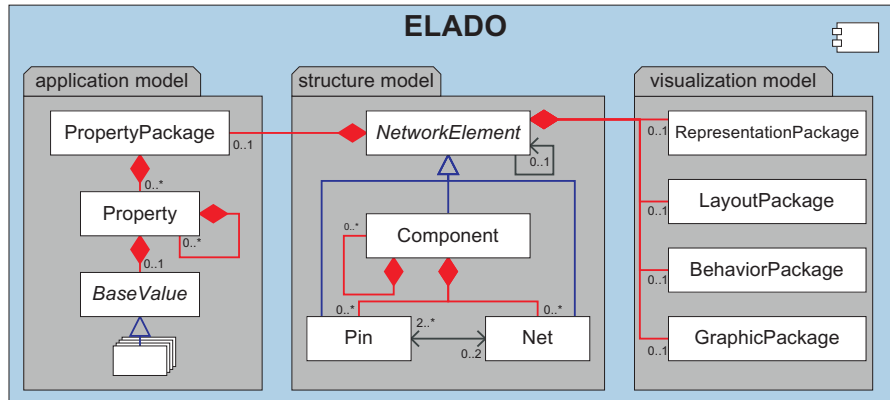 ELADO
application model
structure model
visualization model
PropertyPackage
0..1
NetworkElement
0..1
0..1
RepresentationPackage
0..*
Property
0..*
0..1
LayoutPackage
0..*
Component
0..1
BaseValue
0..1
BehaviorPackage
0..*
0..*
Pin
2..*
0..2
Net
0..1
GraphicPackage